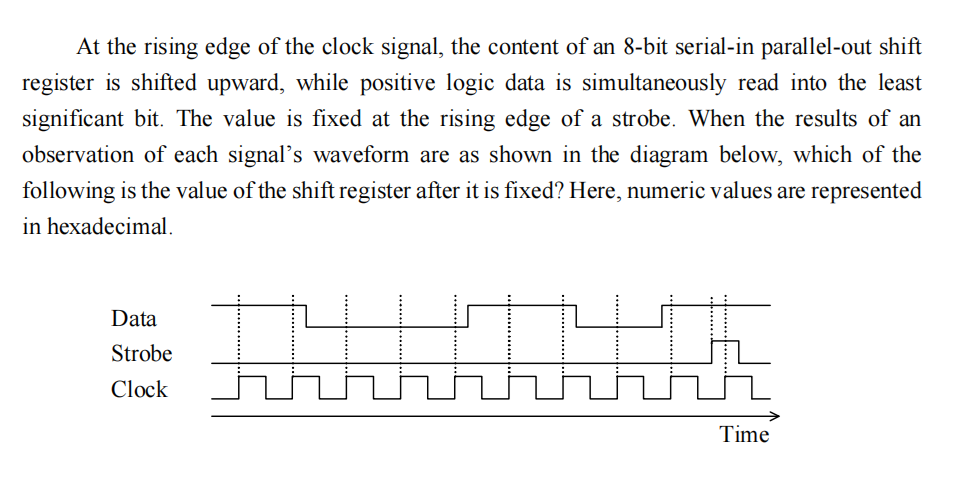 At the rising edge of the clock signal, the content of an 8-bit serial-in parallel-out shift
register is shifted upward, while positive logic data is simultaneously read into the least
significant bit. The value is fixed at the rising edge of a strobe. When the results of an
observation of each signal’s waveform are as shown in the diagram below, which of the
following is the value of the shift register after it is fixed? Here, numeric values are represented
in hexadecimal.
Data
Strobe
Clock
Time